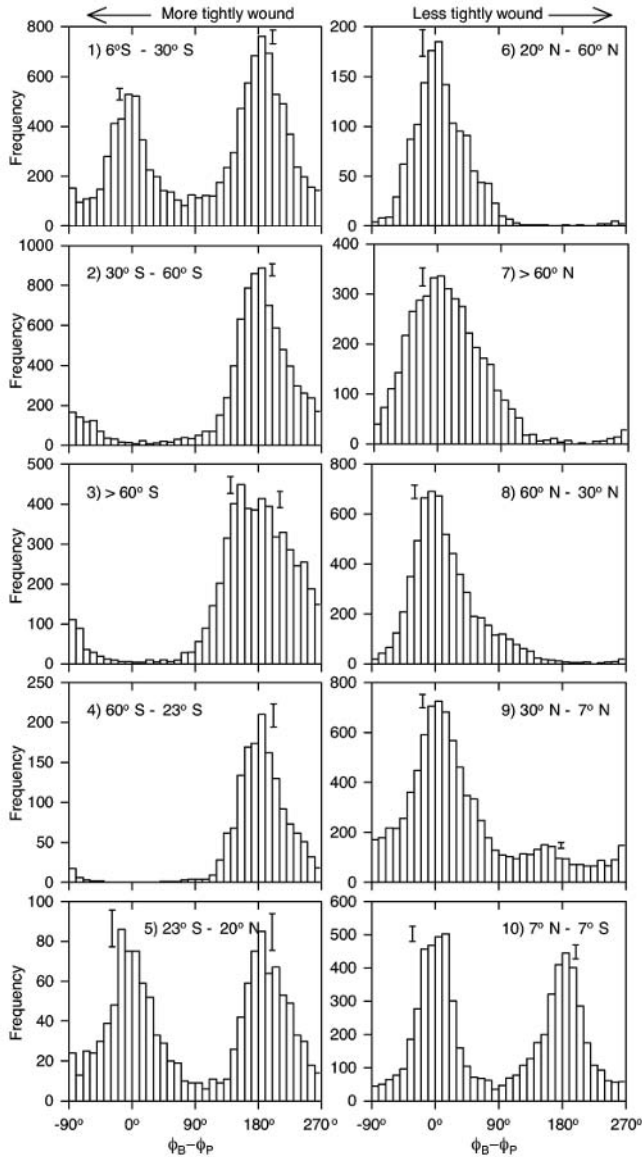 More tightly wound
Less tightly wound
800
600
400
200
0
Frequency
1) 6ºS - 30º S
200
150
100
50
0
6) 20º N - 60º N
1000
800
600
400
200
0
Frequency
2) 30º S - 60º S
400
300
200
100
0
7) > 60º N
500
400
300
200
100
0
Frequency
3) > 60º S
800
600
400
200
0
8) 60º N - 30º N
250
200
150
100
50
0
Frequency
4) 60º S - 23º S
800
600
400
200
0
9) 30º N - 7º N
100
80
60
40
20
0
Frequency
5) 23º S - 20º N
600
500
400
300
200
100
0
10) 7º N - 7º S
-90º 0º 90º 180º 270º
-90º 0º 90º 180º 270º
ϕB–ϕP
ϕB–ϕP